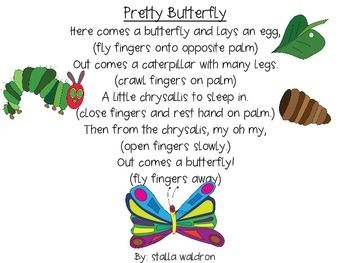 Pretty Butterfly
Here comes a butterfly and lays an egg,
(fly fingers onto opposite palm)
Out comes a caterpillar with many legs.
(crawl fingers on palm)
A little chrysallis to sleep in.
(close fingers and rest hand on palm.)
Then from the chrysalis, my oh my,
(open fingers slowly.)
Out comes a butterfly!
(fly fingers away)
By: stalla waldron